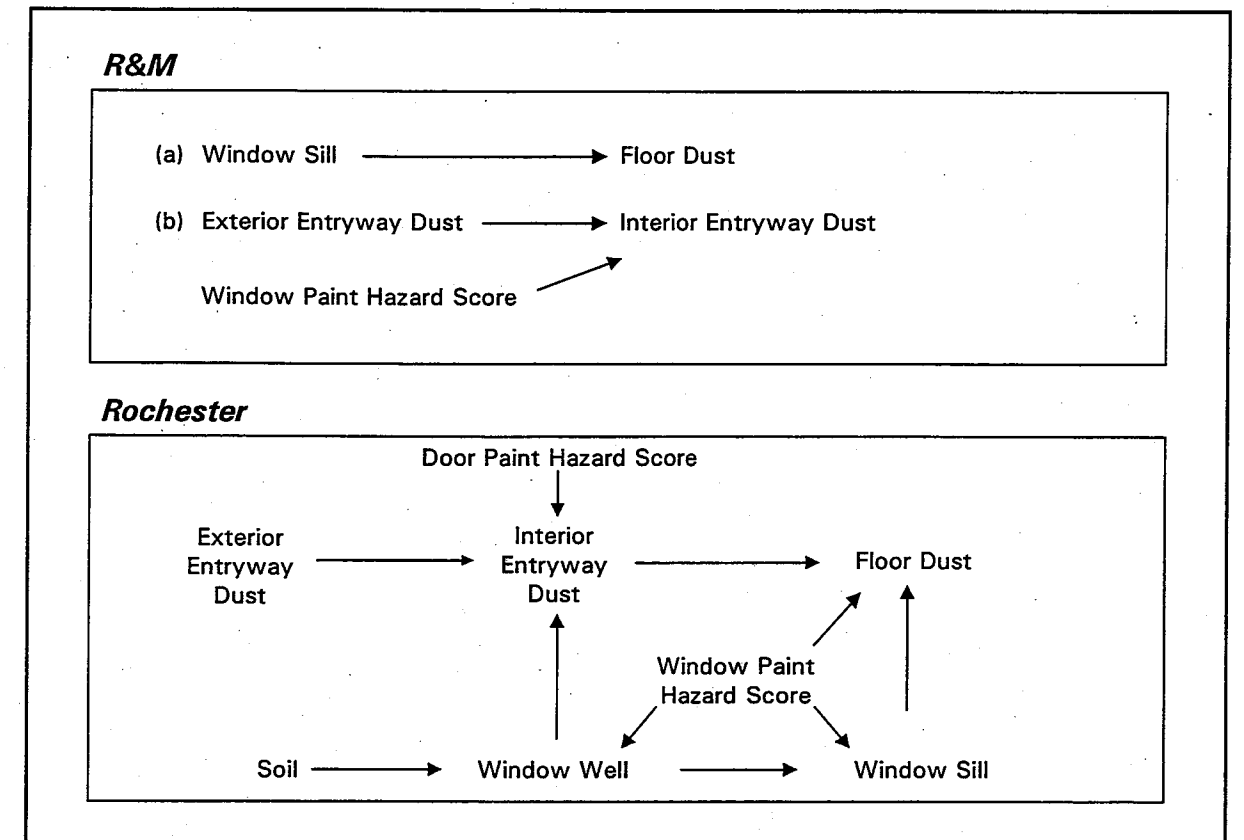 R&M
(a) Window Sill Floor Dust
(b) Exterior Entryway Dust Interior Entryway Dust
Window Paint Hazard Score
Rochester
Door Paint Hazard Score
Exterior
Entryway
Dust
Interior
Entryway
Dust
Floor Dust
Window Paint
Hazard Score
Soil
Window Well
Window Sill